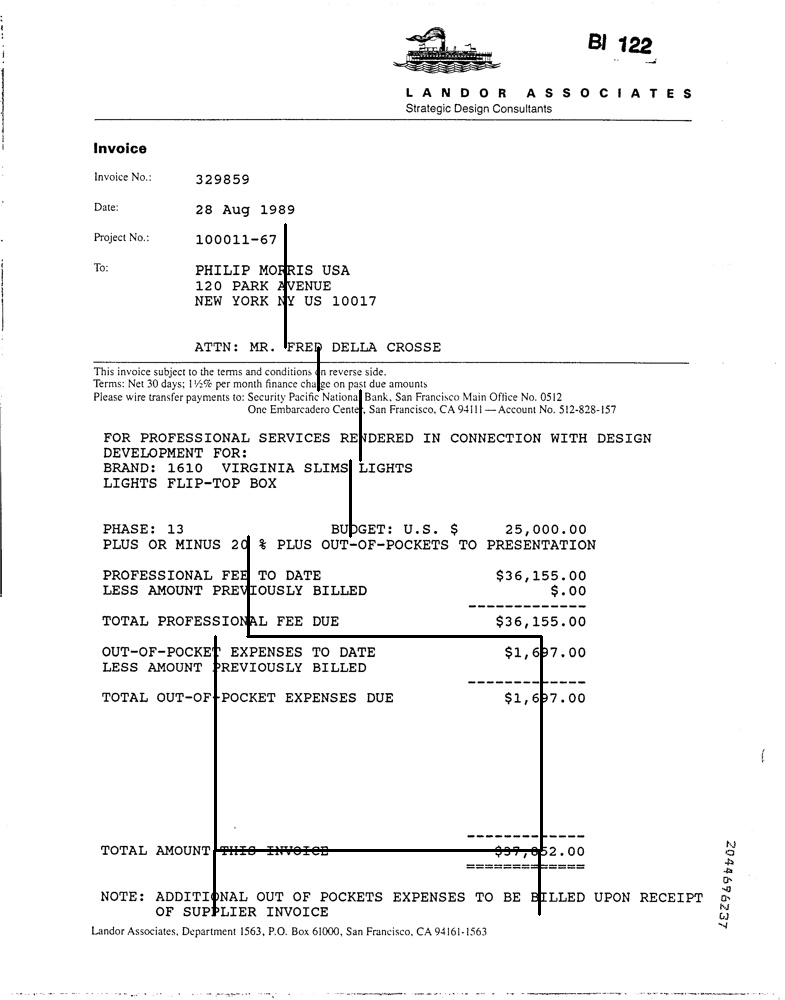 BI 122
LANDOR ASSOCIATES
Strategic Design Consultants
Invoice
Invoice No.: 329859
Date: 28 Aug 1989
Project No.: 100011-67
To: PHILIP MORRIS USA
120 PARK AVENUE
NEW YORK NY US 10017
ATTN: MR. FRED DELLA CROSSE
This invoice subject to the terms and conditions on reverse side.
Terms: Net 30 days; 1½% per month finance charge on past due amounts
Please wire transfer payments to: Security Pacific National Bank, San Francisco Main Office No. 0512
One Embarcadero Center, San Francisco, CA 94111 — Account No. 512-828-157
FOR PROFESSIONAL SERVICES RENDERED IN CONNECTION WITH DESIGN
DEVELOPMENT FOR:
BRAND: 1610 VIRGINIA SLIMS LIGHTS
LIGHTS FLIP-TOP BOX
PHASE: 13 BUDGET: U.S. $ 25,000.00
PLUS OR MINUS 20 % PLUS OUT-OF-POCKETS TO PRESENTATION
PROFESSIONAL FEE TO DATE $36,155.00
LESS AMOUNT PREVIOUSLY BILLED $.00
TOTAL PROFESSIONAL FEE DUE $36,155.00
OUT-OF-POCKET EXPENSES TO DATE $1,697.00
LESS AMOUNT PREVIOUSLY BILLED
TOTAL OUT-OF-POCKET EXPENSES DUE $1,697.00
TOTAL AMOUNT THIS INVOICE $37,852.00
NOTE: ADDITIONAL OUT OF POCKETS EXPENSES TO BE BILLED UPON RECEIPT
OF SUPPLIER INVOICE
Landor Associates, Department 1563, P.O. Box 61000, San Francisco, CA 94161-1563
2044696237